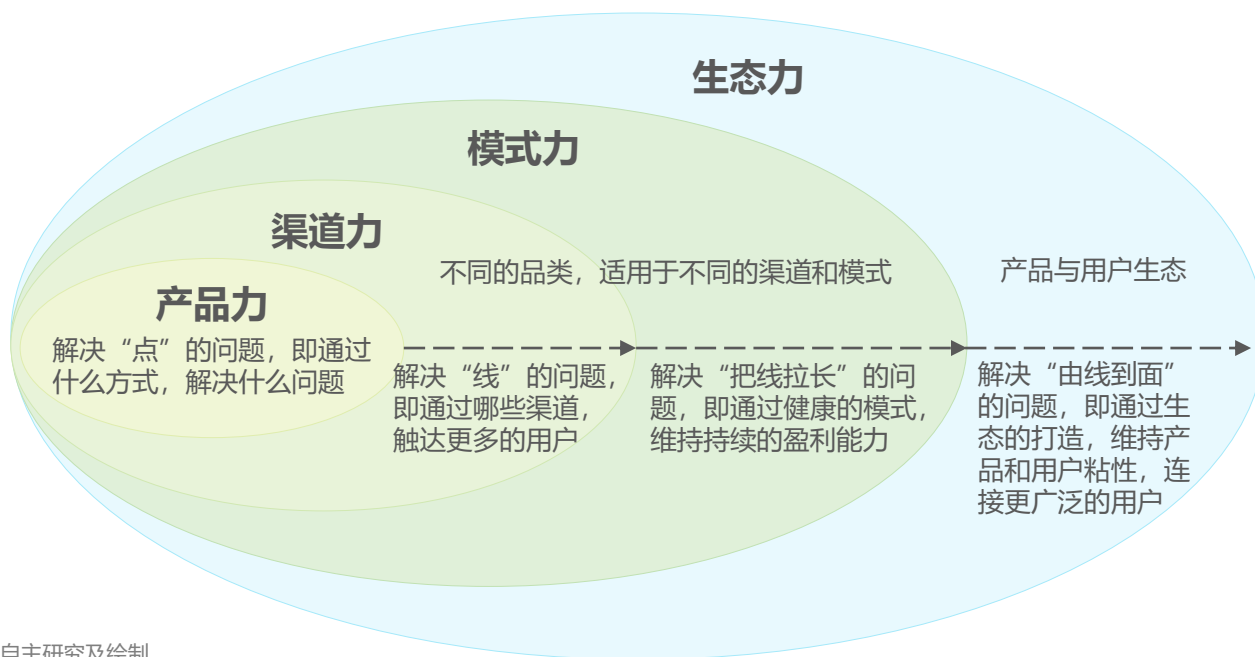 生态力
模式力
渠道力
产品力
不同的品类，适用于不同的渠道和模式
产品与用户生态
解决“点”的问题，即通过
什么方式，解决什么问题
解决“线”的问题，
即通过哪些渠道，
触达更多的用户
解决“把线拉长”的问
题，即通过健康的模式，
维持持续的盈利能力
解决“由线到面”
的问题，即通过生
态的打造，维持产
品和用户粘性，连
接更广泛的用户
自主研究及绘制